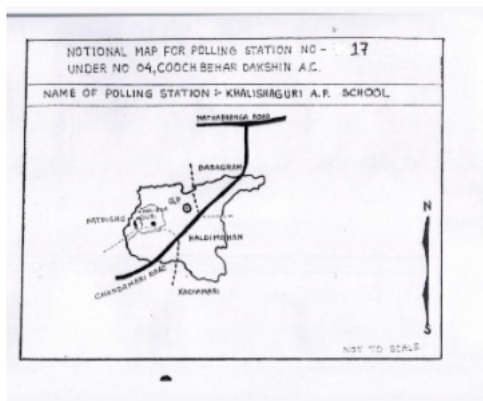 NOTIONAL MAP FOR POLLING STATION NO - 17
UNDER NO 04, COOCH BEHAR DAKSHIN A.C.
NAME OF POLLING STATION :- KHALISHAGURI A.P. SCHOOL
MATHABHANGA ROAD
BABAGRAM
HALDIMOHAN
CHANDAMARI ROAD
N
S
NOT TO SCALE